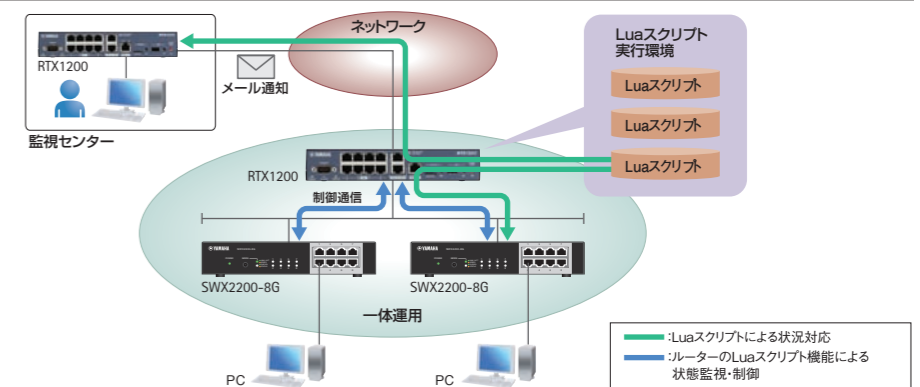 ネットワーク
Luaスクリプト
実行環境
Luaスクリプト
Luaスクリプト
Luaスクリプト
RTX1200
メール通知
監視センター
RTX1200
制御通信
YAMAHA
YAMAHA
SWX2200-8G
SWX2200-8G
一体運用
PC
PC
:Luaスクリプトによる状況対応
:ルーターのLuaスクリプト機能による
状態監視・制御